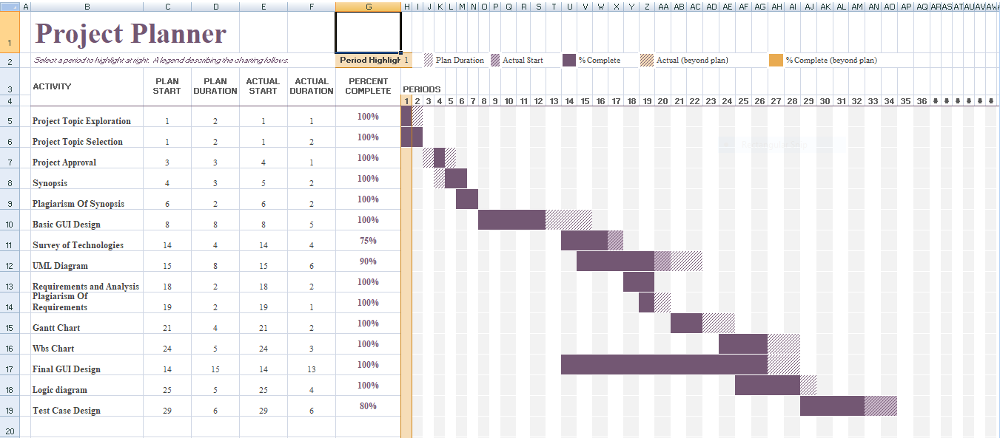 A B C D E F G H I J K L M N O P Q R S T U V W X Y Z AA AB AC AD AE AF AG AH AI AJ AK AL AM AN AO AP AQ AR AS AT AU AV AW
1 Project Planner
2 Select a period to highlight at right. A legend describing the charting follows. Period Highligh 1 Plan Duration Actual Start % Complete Actual (beyond plan) % Complete (beyond plan)
3 ACTIVITY PLAN START PLAN DURATION ACTUAL START ACTUAL DURATION PERCENT COMPLETE PERIODS
4 1 2 3 4 5 6 7 8 9 10 11 12 13 14 15 16 17 18 19 20 21 22 23 24 25 26 27 28 29 30 31 32 33 34 35 36 # # # # # #
5 Project Topic Exploration 1 2 1 1 100%
6 Project Topic Selection 1 2 1 2 100%
7 Project Approval 3 3 4 1 100%
8 Synopsis 4 3 5 2 100%
9 Plagiarism Of Synopsis 6 2 6 2 100%
10 Basic GUI Design 8 8 8 5 100%
11 Survey of Technologies 14 4 14 4 75%
12 UML Diagram 15 8 15 6 90%
13 Requirements and Analysis 18 2 18 2 100%
14 Plagiarism Of Requirements 19 2 19 1 100%
15 Gantt Chart 21 4 21 2 100%
16 Wbs Chart 24 5 24 3 100%
17 Final GUI Design 14 15 14 13 100%
18 Logic diagram 25 5 25 4 100%
19 Test Case Design 29 6 29 6 80%
20